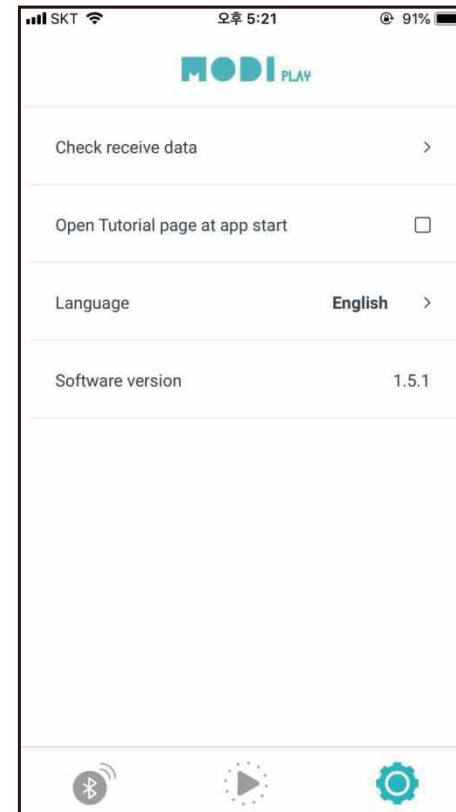 SKT 오후 5:21 91%
MODI PLAY
Check receive data
Open Tutorial page at app start
Language English
Software version 1.5.1